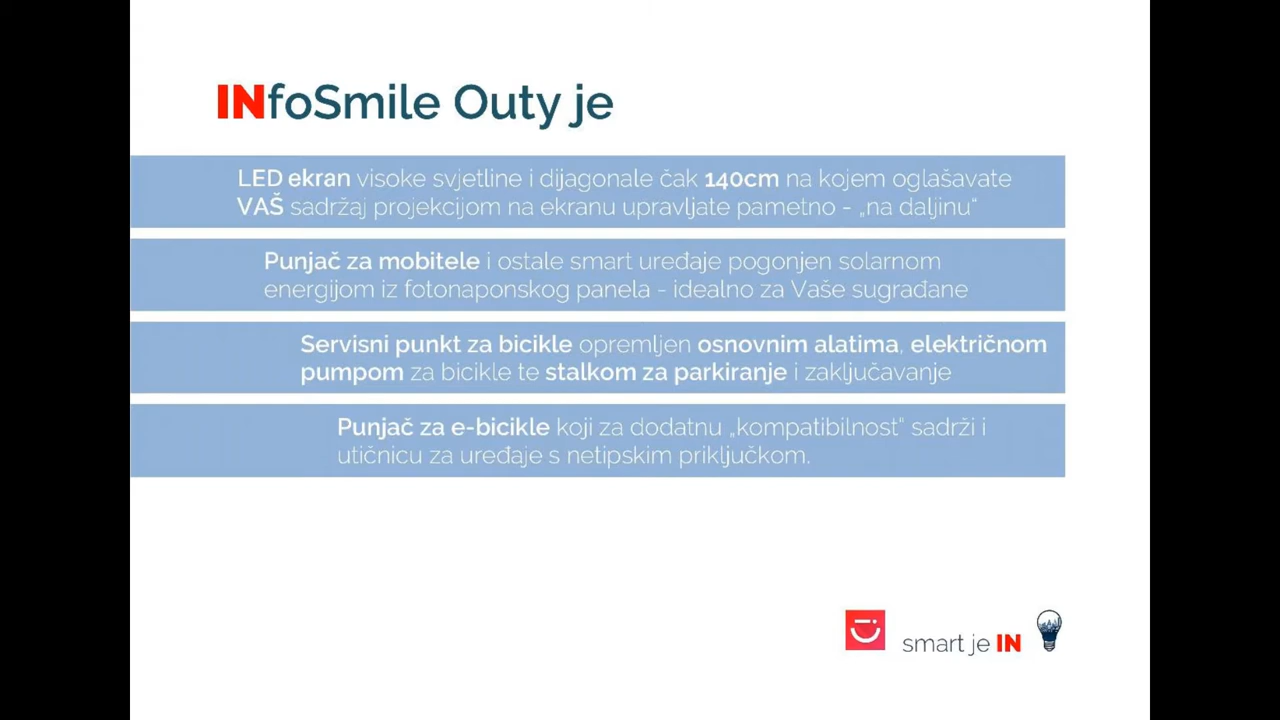 INfoSmile Outy je
LED ekran visoke svjetline i dijagonale čak 140cm na kojem oglašavate
VAŠ sadržaj projekcijom na ekranu upravljate pametno - „na daljinu“
Punjač za mobitele i ostale smart uređaje pogonjen solarnom
energijom iz fotonaponskog panela - idealno za Vaše sugrađane
Servisni punkt za bicikle opremljen osnovnim alatima, električnom
pumpom za bicikle te stalkom za parkiranje i zaključavanje
Punjač za e-bicikle koji za dodatnu „kompatibilnost“ sadrži i
utičnicu za uređaje s netipskim priključkom.
smart je IN